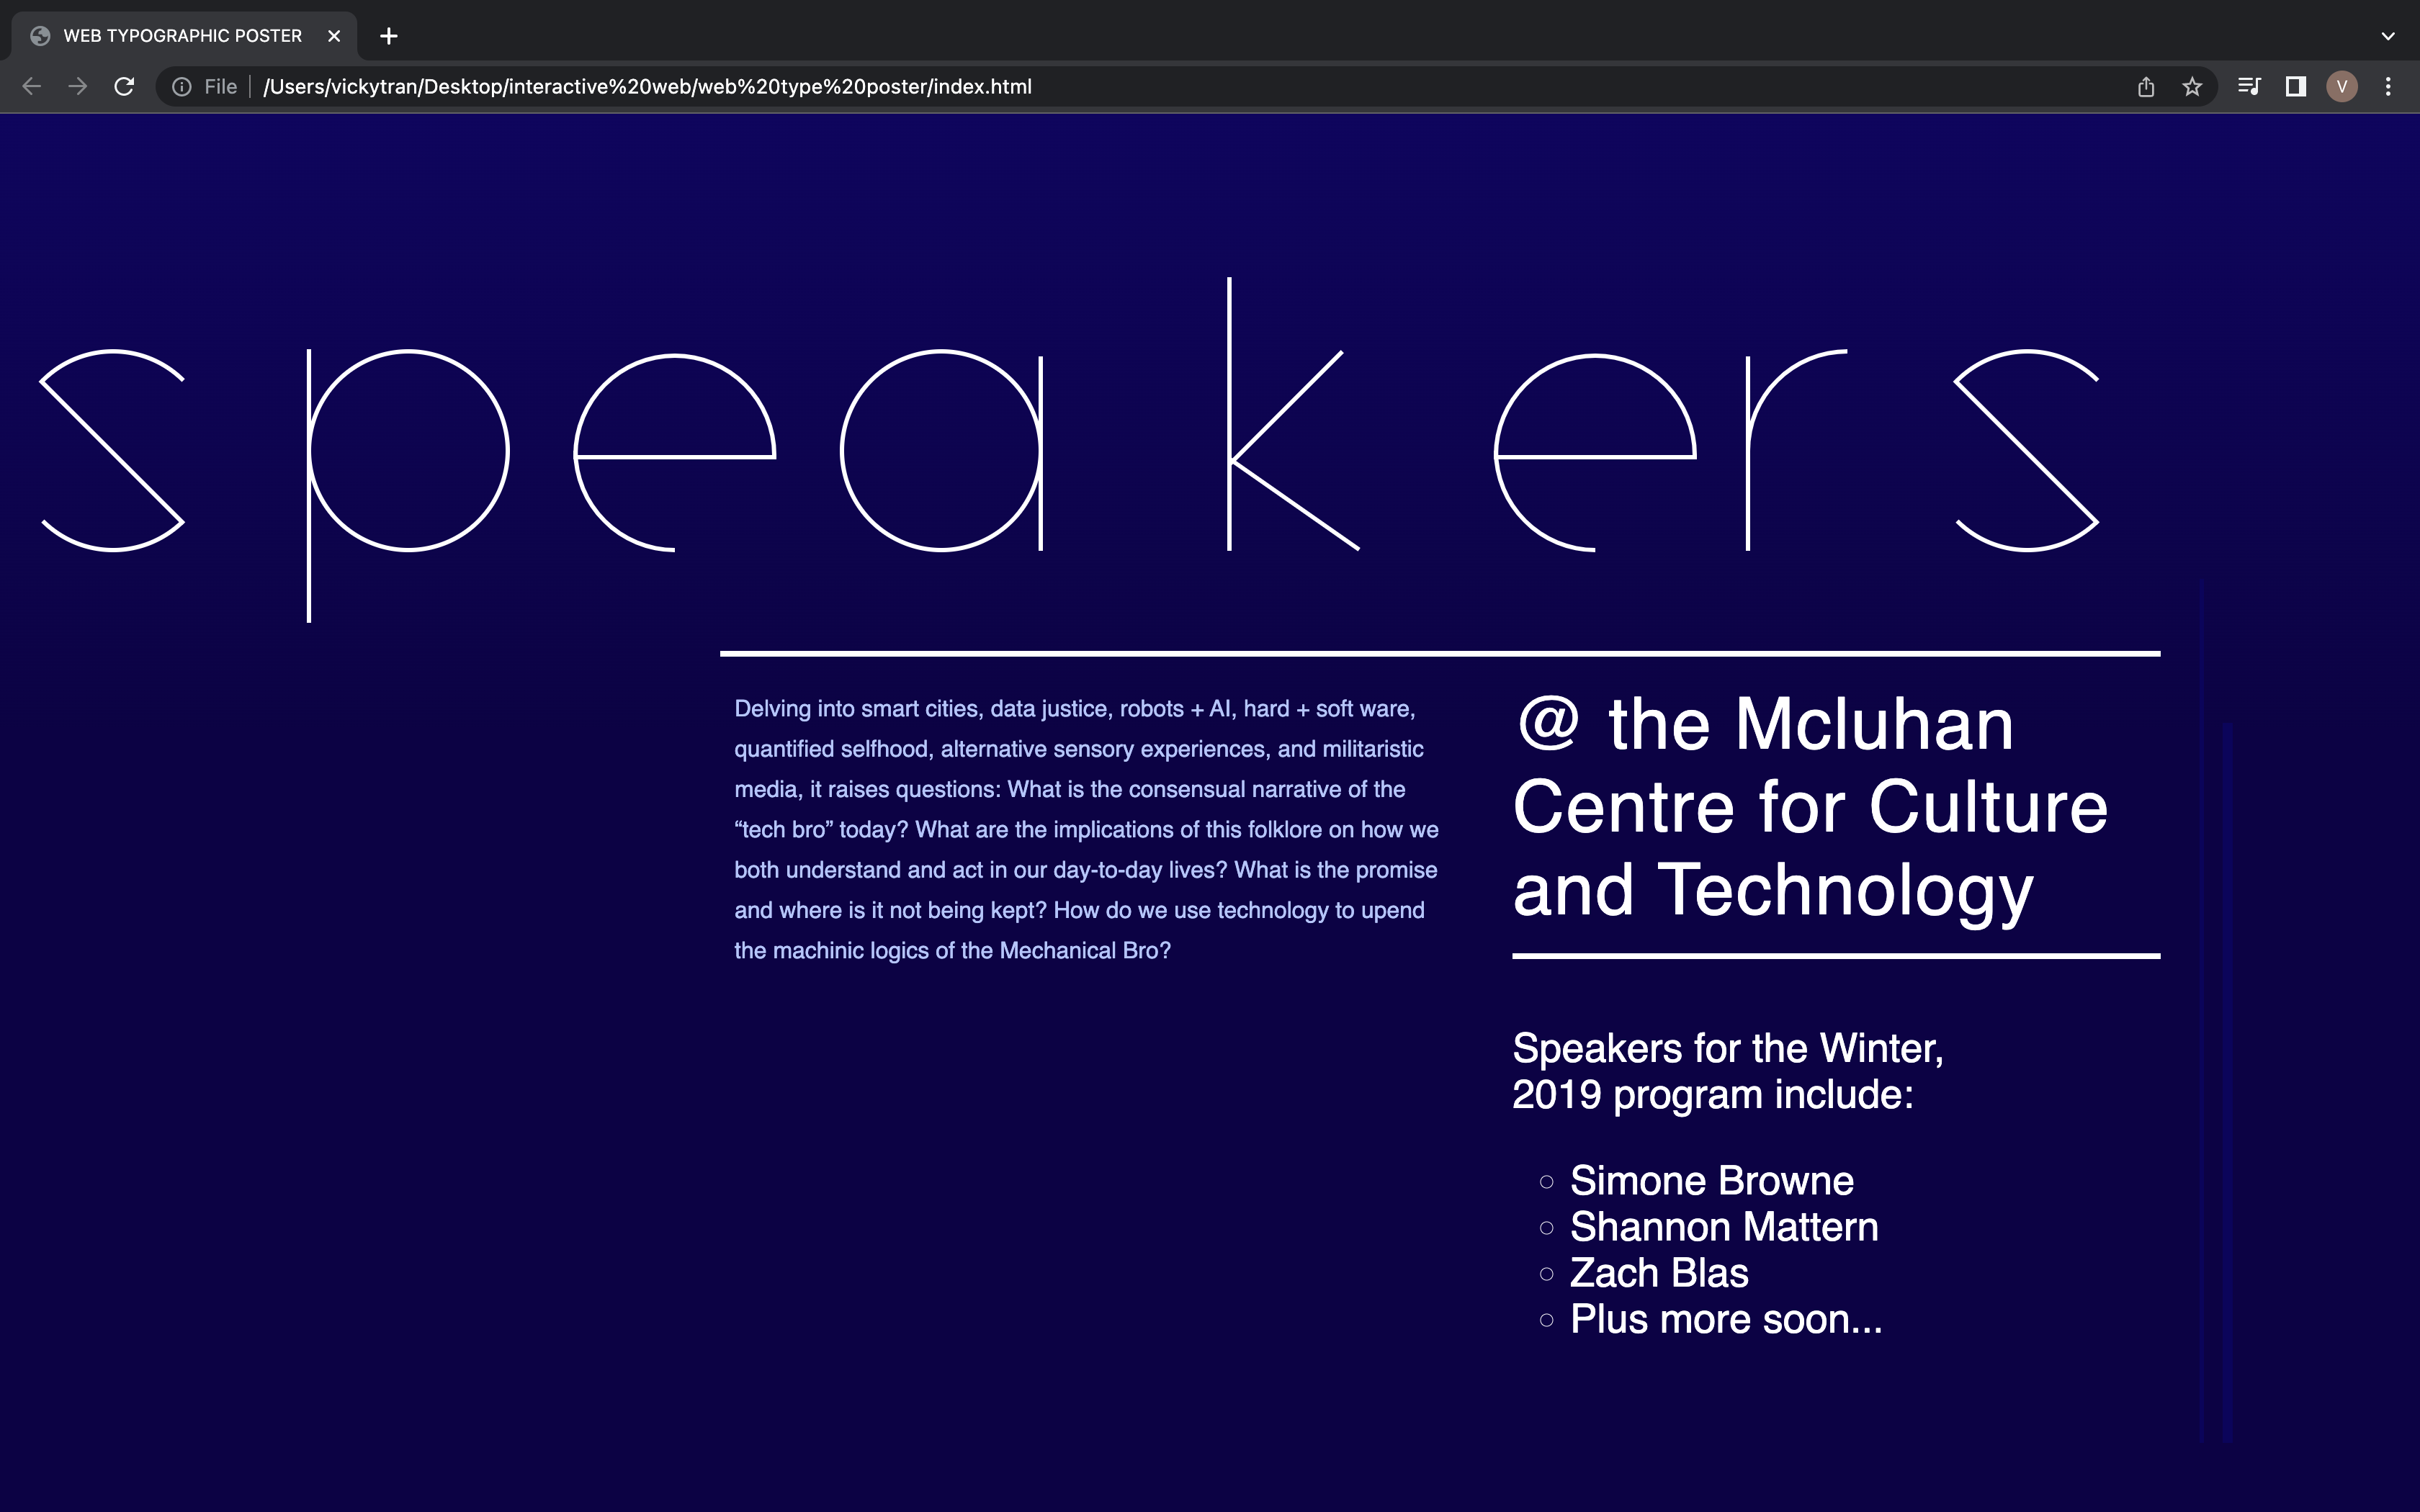 WEB TYPOGRAPHIC POSTER
File /Users/vickytran/Desktop/interactive%20web/web%20type%20poster/index.html
V
speakers
Delving into smart cities, data justice, robots + AI, hard + soft ware,
quantified selfhood, alternative sensory experiences, and militaristic
media, it raises questions: What is the consensual narrative of the
“tech bro” today? What are the implications of this folklore on how we
both understand and act in our day-to-day lives? What is the promise
and where is it not being kept? How do we use technology to upend
the machinic logics of the Mechanical Bro?
@ the Mcluhan
Centre for Culture
and Technology
Speakers for the Winter,
2019 program include:
Simone Browne
Shannon Mattern
Zach Blas
Plus more soon...